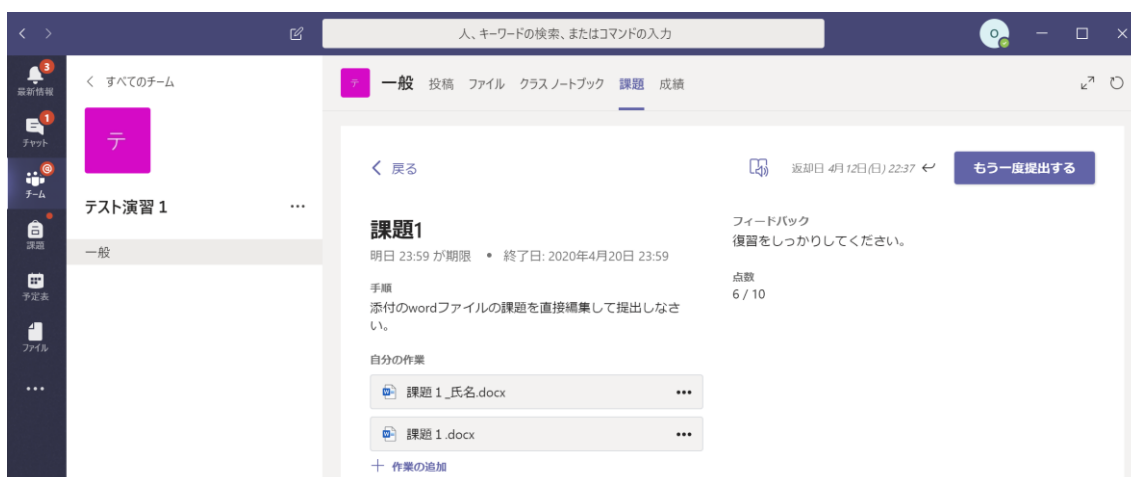 人、キーワードの検索、またはコマンドの入力
O
3
最新情報
1
チャット
@
チーム
課題
予定表
ファイル
すべてのチーム
テ
テスト演習 1
一般
テ 一般 投稿 ファイル クラス ノートブック 課題 成績
戻る
返却日 4月12日(日) 22:37
もう一度提出する
課題1
明日 23:59 が期限 • 終了日: 2020年4月20日 23:59
手順
添付のwordファイルの課題を直接編集して提出しなさ
い。
自分の作業
課題 1_氏名.docx
課題 1.docx
作業の追加
フィードバック
復習をしっかりしてください。
点数
6 / 10